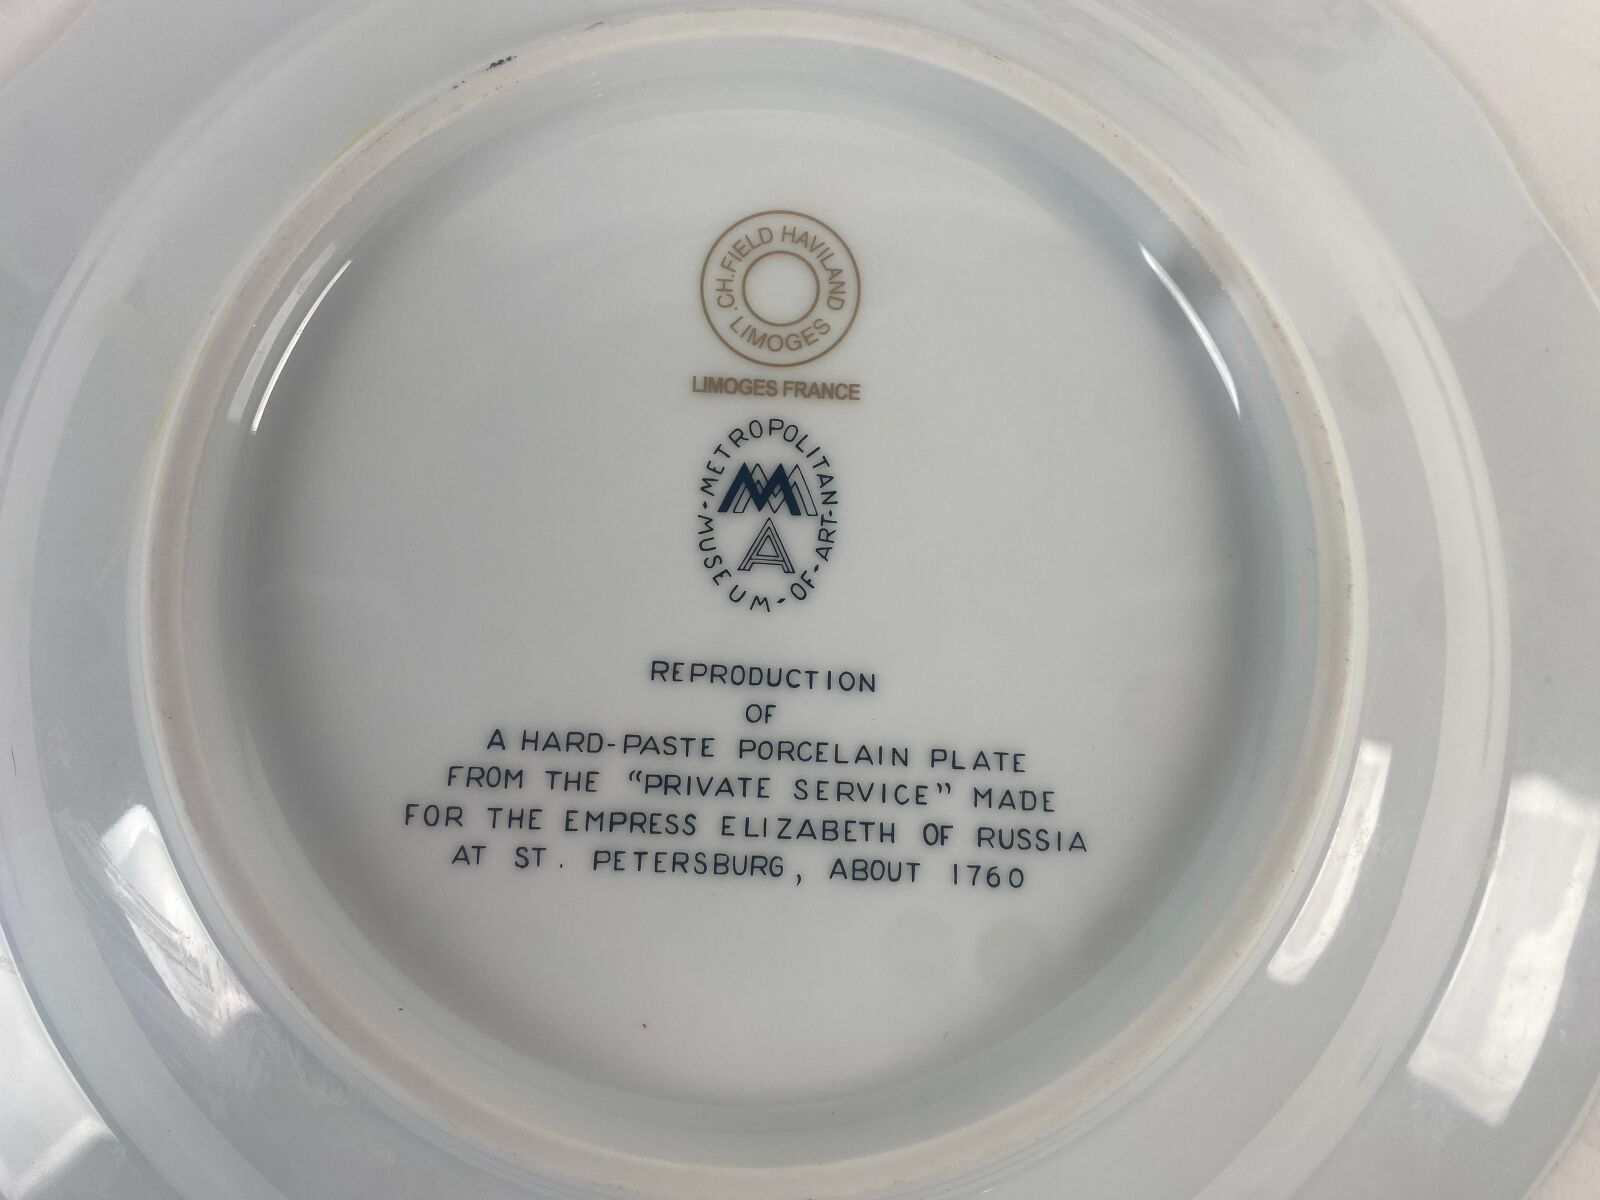 CH. FIELD HAVILAND
. LIMOGES
LIMOGES FRANCE
METROPOLITAN
MMA
MUSEUM - OF - ART -
REPRODUCTION
OF
A HARD-PASTE PORCELAIN PLATE
FROM THE “PRIVATE SERVICE” MADE
FOR THE EMPRESS ELIZABETH OF RUSSIA
AT ST. PETERSBURG, ABOUT 1760